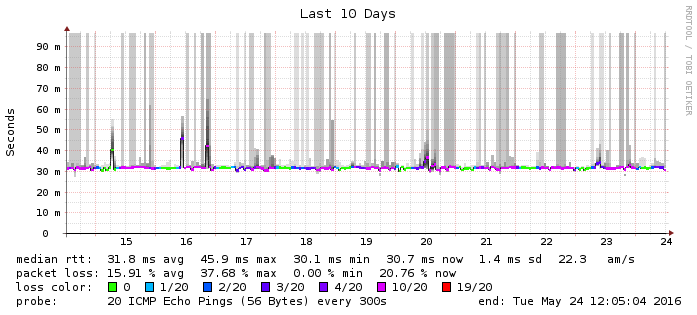 Last 10 Days
RRDTOOL / TOBI OETIKER
Seconds
90 m
80 m
70 m
60 m
50 m
40 m
30 m
20 m
10 m
0
15 16 17 18 19 20 21 22 23 24
median rtt: 31.8 ms avg 45.9 ms max 30.1 ms min 30.7 ms now 1.4 ms sd 22.3 am/s
packet loss: 15.91 % avg 37.68 % max 0.00 % min 20.76 % now
loss color: 0 1/20 2/20 3/20 4/20 10/20 19/20
probe: 20 ICMP Echo Pings (56 Bytes) every 300s end: Tue May 24 12:05:04 2016